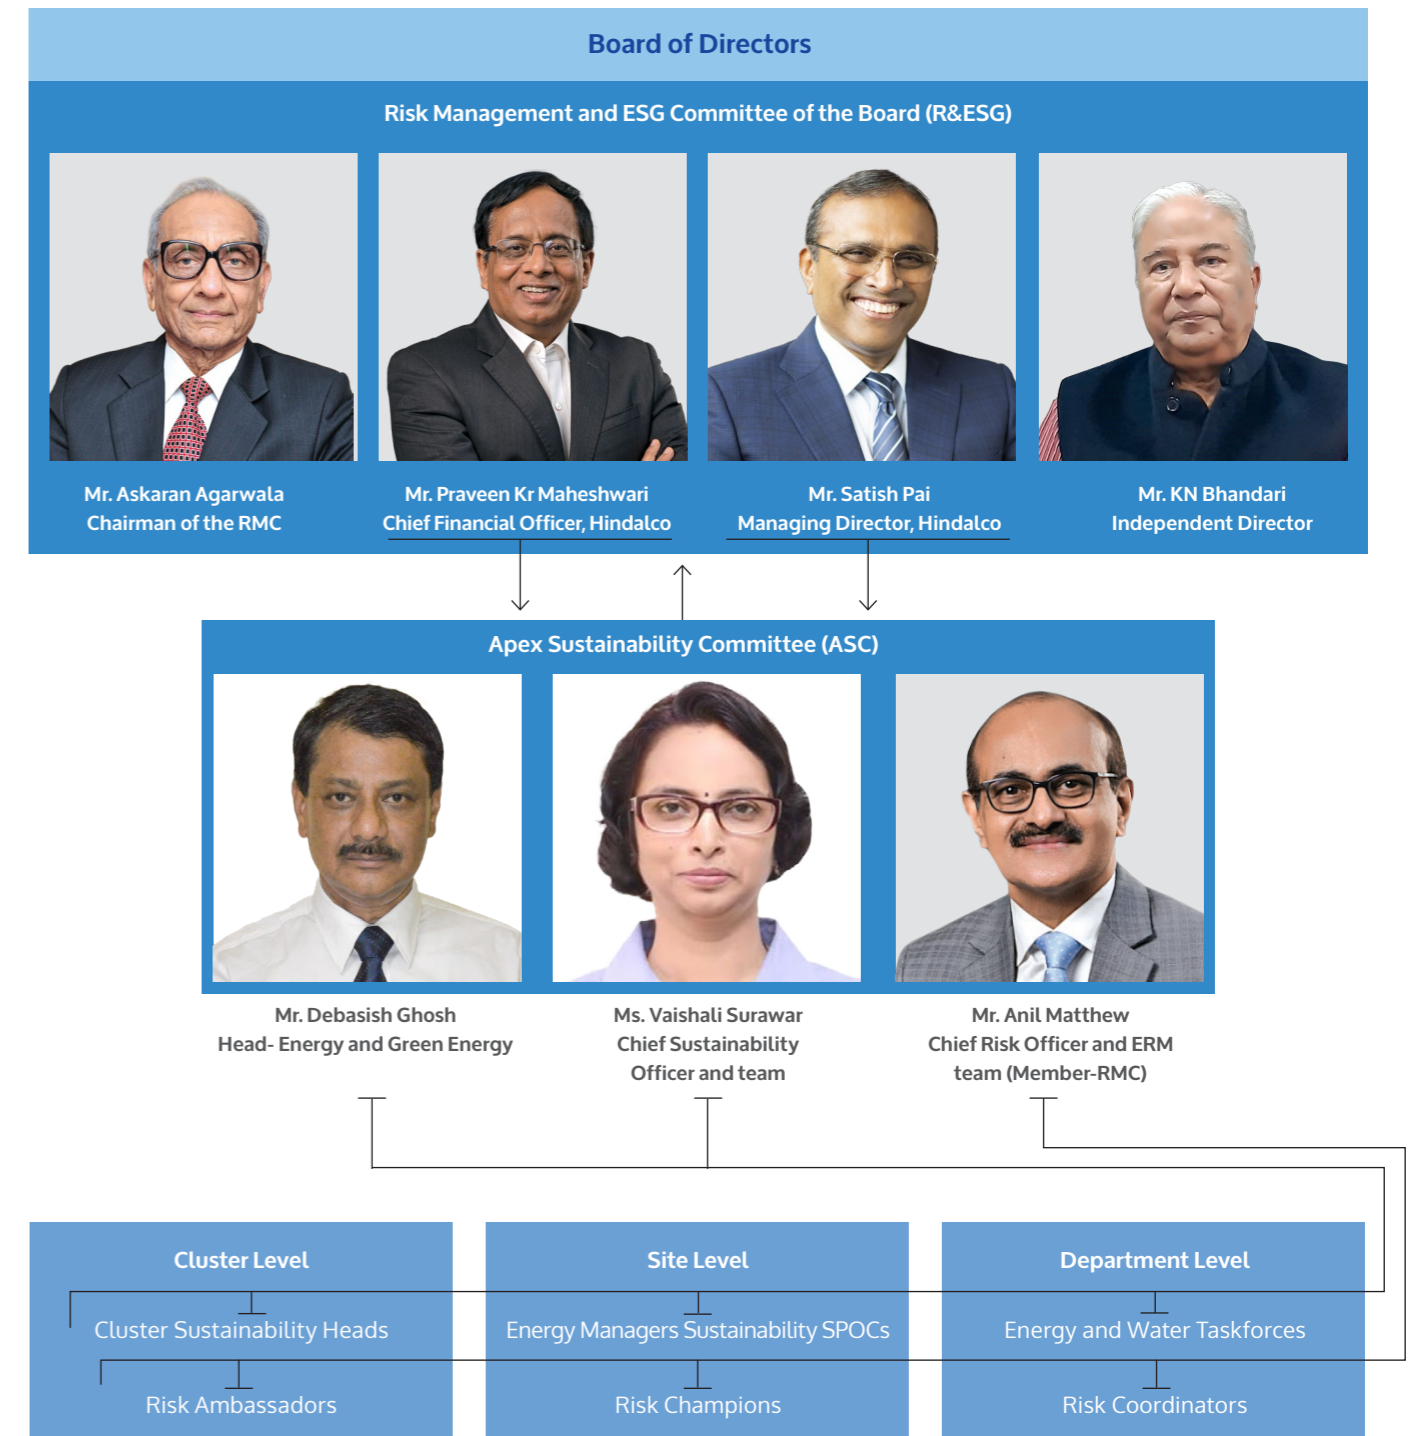 Board of Directors
Risk Management and ESG Committee of the Board (R&ESG)
Mr. Askaran Agarwala
Chairman of the RMC
Mr. Praveen Kr Maheshwari
Chief Financial Officer, Hindalco
Mr. Satish Pai
Managing Director, Hindalco
Mr. KN Bhandari
Independent Director
Apex Sustainability Committee (ASC)
Mr. Debasish Ghosh
Head- Energy and Green Energy
Ms. Vaishali Surawar
Chief Sustainability
Officer and team
Mr. Anil Matthew
Chief Risk Officer and ERM
team (Member-RMC)
Cluster Level
Cluster Sustainability Heads
Risk Ambassadors
Site Level
Energy Managers Sustainability SPOCs
Risk Champions
Department Level
Energy and Water Taskforces
Risk Coordinators